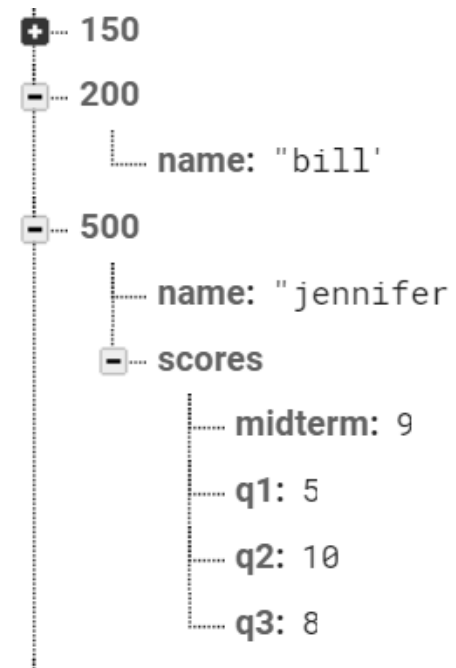 150
200
name: "bill'
500
name: "jennifer
scores
midterm: 9
q1: 5
q2: 10
q3: 8